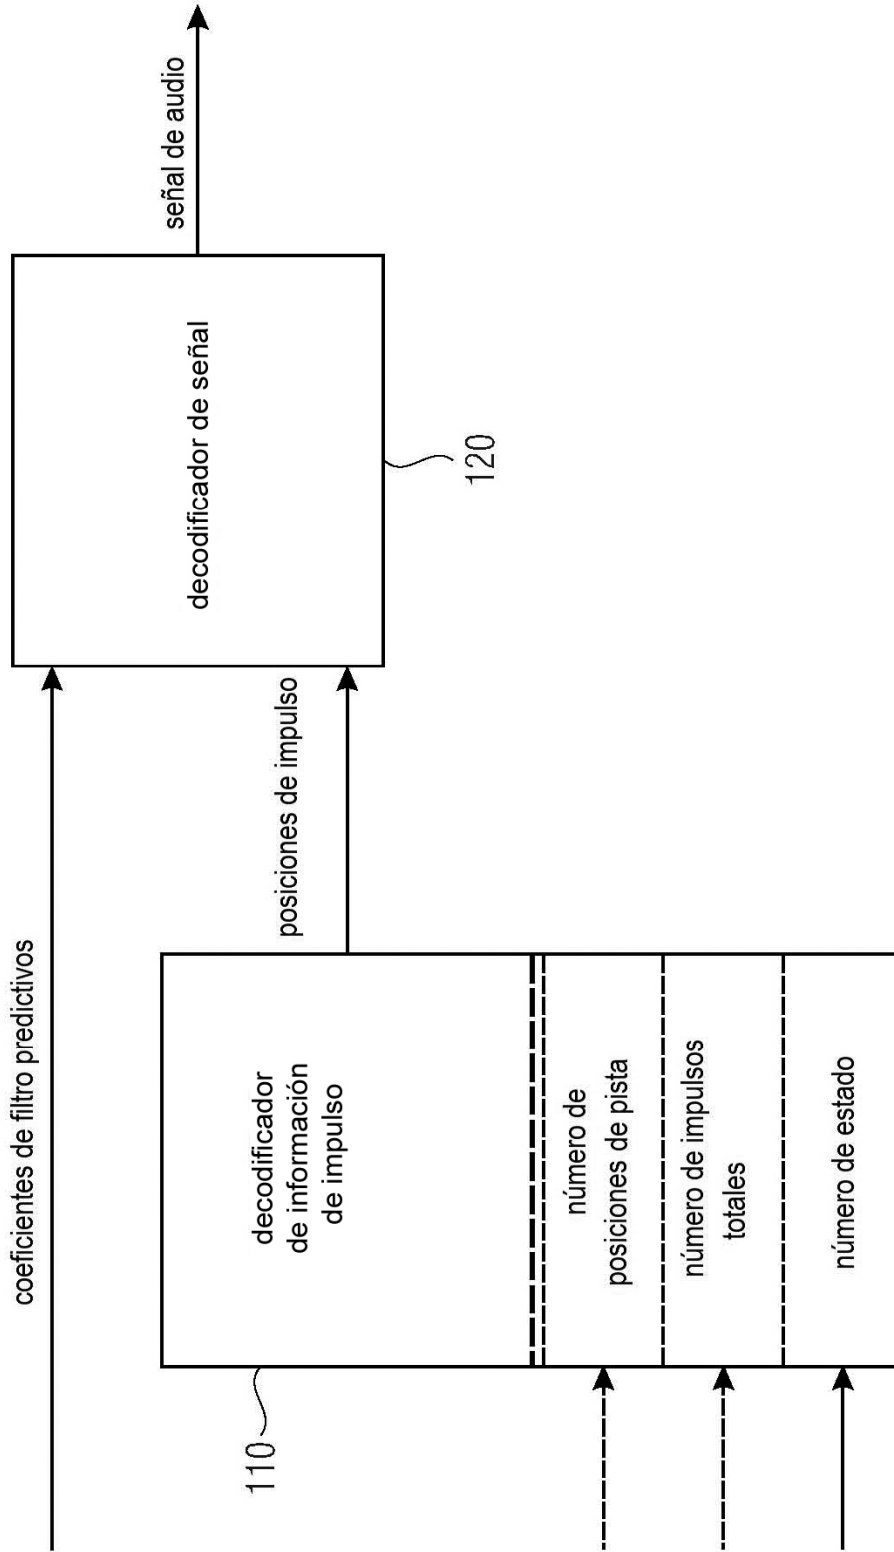 coeficientes de filtro predictivos
110
decodificador
de información
de impulso
número de
posiciones de pista
número de impulsos
totales
número de estado
posiciones de impulso
decodificador de señal
120
señal de audio